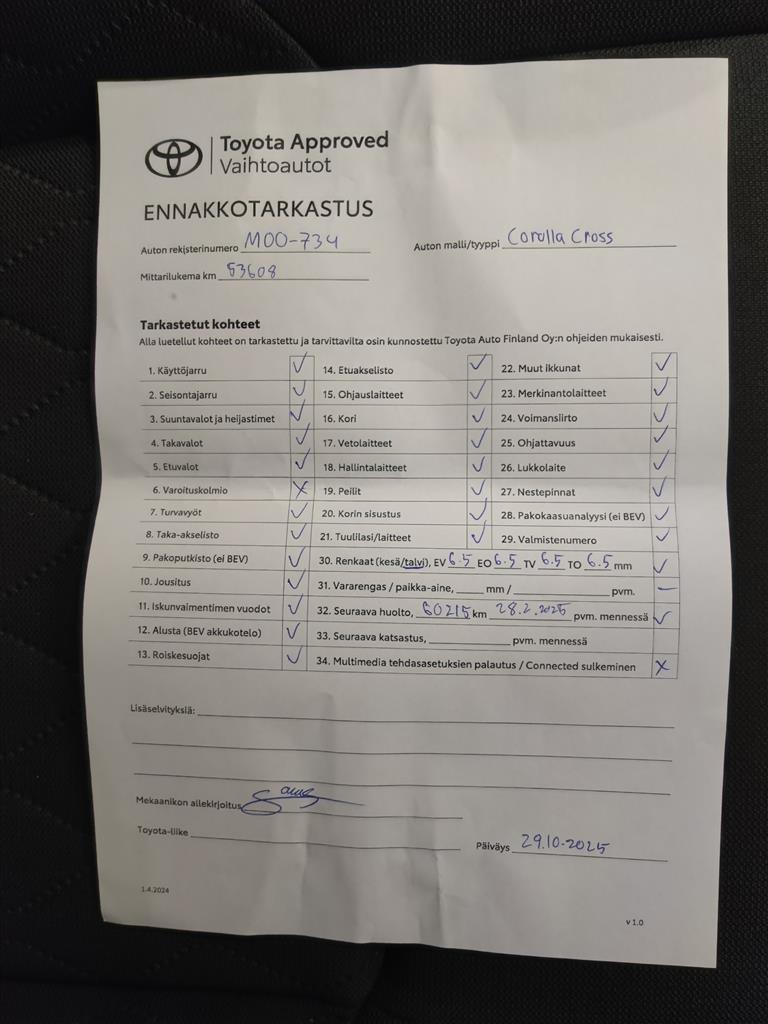 Toyota Approved
Vaihtoautot
ENNAKKOTARKASTUS
Auton rekisterinumero MOO-734 Auton malli/tyyppi Corolla Cross
Mittarilukema km 53608
Tarkastetut kohteet
Alla luetellut kohteet on tarkastettu ja tarvittavilta osin kunnostettu Toyota Auto Finland Oy:n ohjeiden mukaisesti.
1. Käyttöjarru ✓
2. Seisontajarru ✓
3. Suuntavalot ja heijastimet ✓
4. Takavalot ✓
5. Etuvalot ✓
6. Varoituskolmio X
7. Turvavyöt ✓
8. Taka-akselisto ✓
9. Pakoputkisto (ei BEV) ✓
10. Jousitus ✓
11. Iskunvaimentimen vuodot ✓
12. Alusta (BEV akkukotelo) ✓
13. Roiskesuojat ✓
14. Etuakselisto ✓
15. Ohjauslaitteet ✓
16. Kori ✓
17. Vetolaitteet ✓
18. Hallintalaitteet ✓
19. Peilit ✓
20. Korin sisustus ✓
21. Tuulilasi/laitteet ✓
22. Muut ikkunat ✓
23. Merkinantolaitteet ✓
24. Voimansiirto ✓
25. Ohjattavuus ✓
26. Lukkolaite ✓
27. Nestepinnat ✓
28. Pakokaasuanalyysi (ei BEV) ✓
29. Valmistenumero ✓
30. Renkaat (kesä/talvi), EV 6.5 EO 6.5 TV 6.5 TO 6.5 mm ✓
31. Vararengas / paikka-aine, mm / pvm. –
32. Seuraava huolto, 60215 km 28.2.2025 pvm. mennessä ✓
33. Seuraava katsastus, pvm. mennessä
34. Multimedia tehdasasetuksien palautus / Connected sulkeminen X
Lisäselvityksiä:
Mekaanikon allekirjoitus
Toyota-liike
Päiväys 29.10.2025
1.4.2024
v 1.0